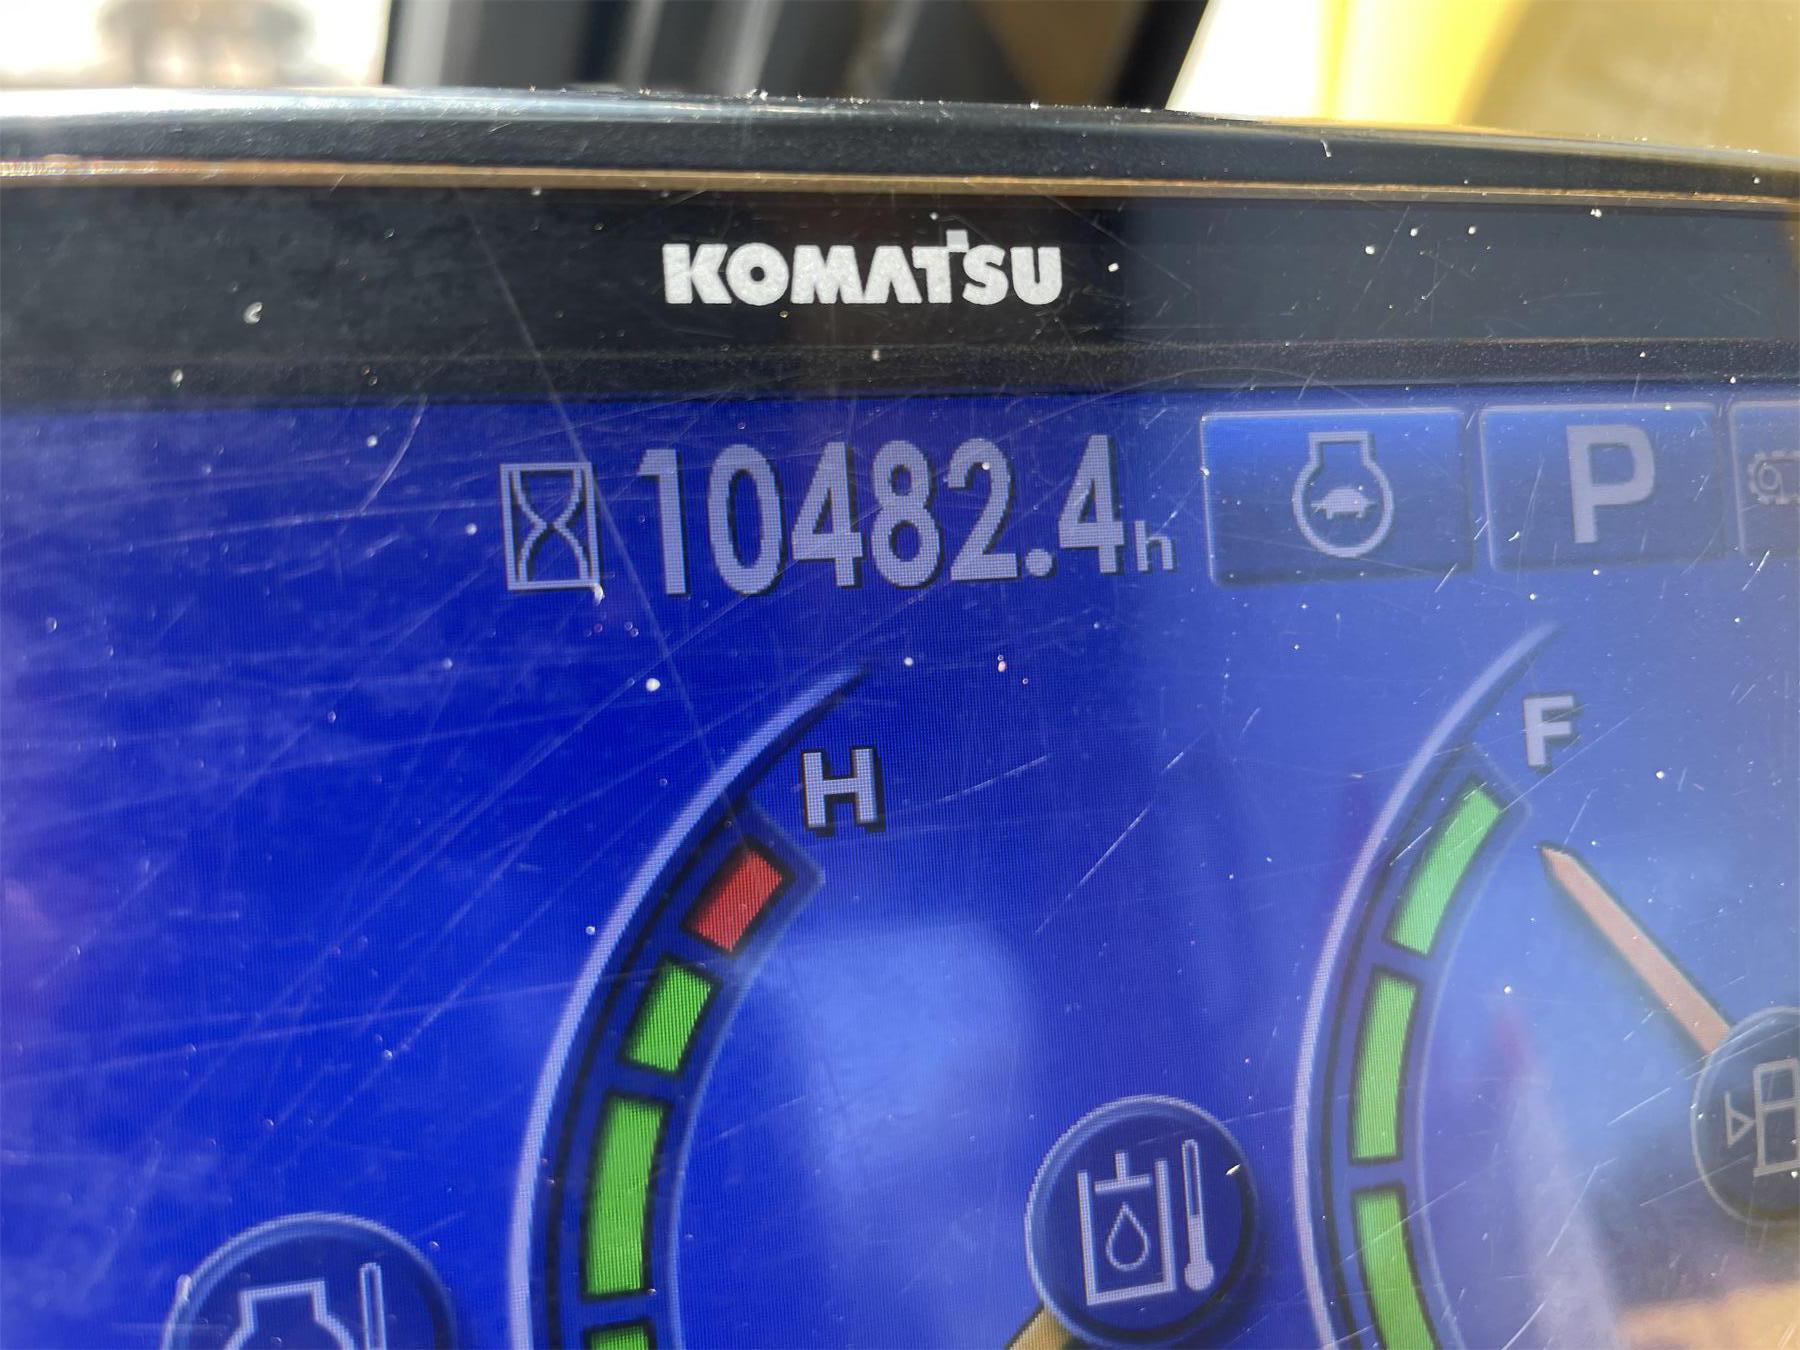 KOMATSU
10482.4h P
H F